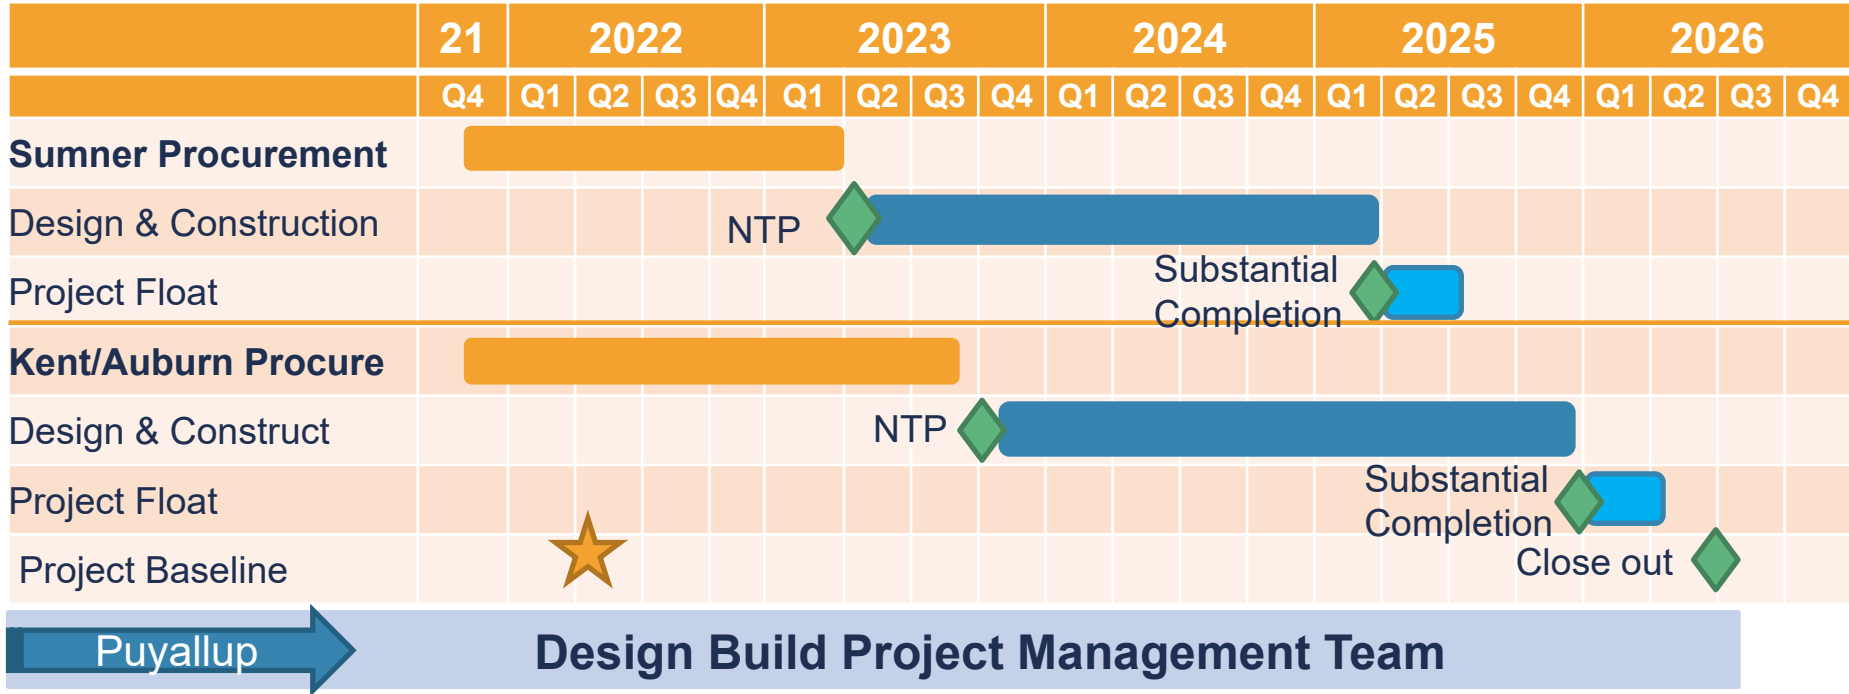 21 2022 2023 2024 2025 2026
Q4 Q1 Q2 Q3 Q4 Q1 Q2 Q3 Q4 Q1 Q2 Q3 Q4 Q1 Q2 Q3 Q4 Q1 Q2 Q3 Q4
Sumner Procurement
Design & Construction NTP
Project Float Substantial
Completion
Kent/Auburn Procure
Design & Construct NTP
Project Float Substantial
Completion
Project Baseline Close out
Puyallup Design Build Project Management Team